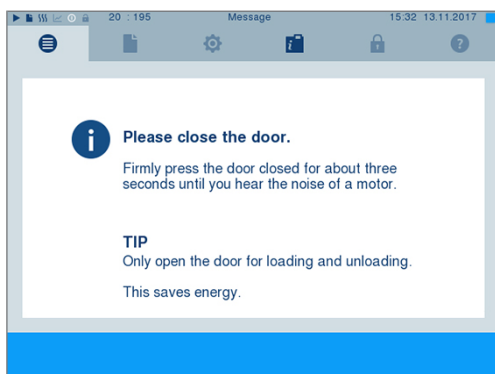 20 : 195 Message 15:32 13.11.2017
Please close the door.
Firmly press the door closed for about three
seconds until you hear the noise of a motor.
TIP
Only open the door for loading and unloading.
This saves energy.